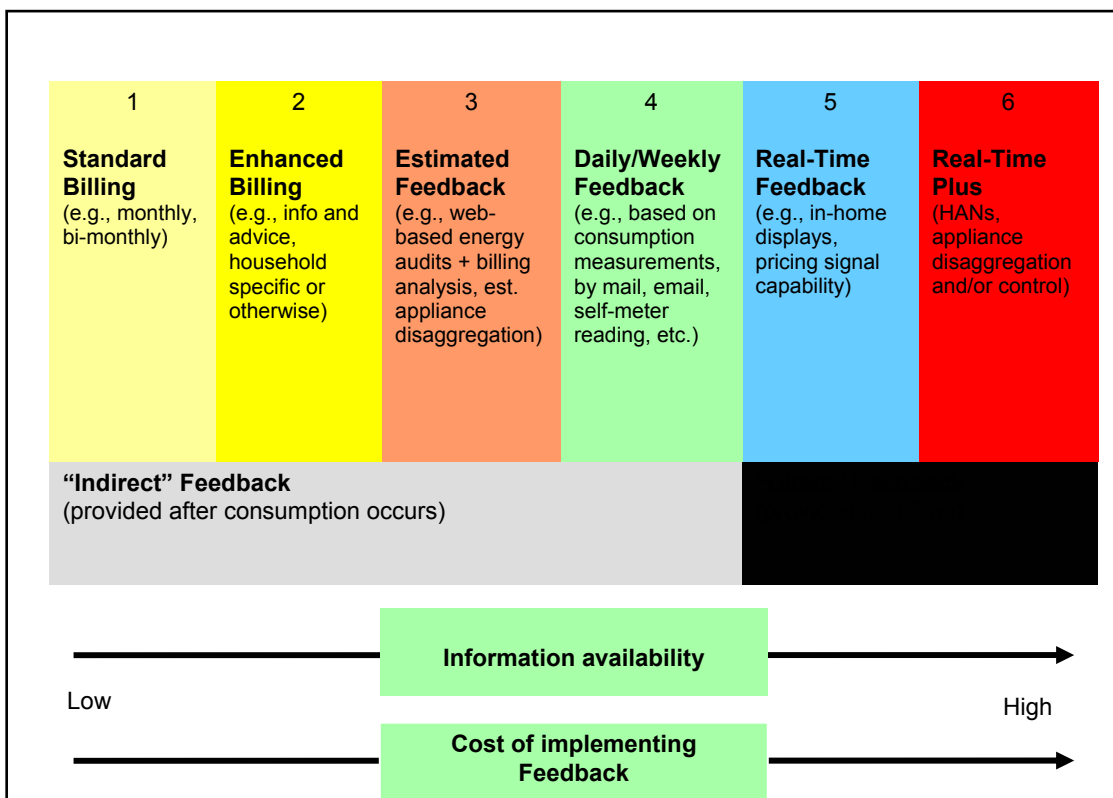 1
2
3
4
5
6
Standard
Billing
(e.g., monthly,
bi-monthly)
Enhanced
Billing
(e.g., info and
advice,
household
specific or
otherwise)
Estimated
Feedback
(e.g., web-
based energy
audits + billing
analysis, est.
appliance
disaggregation)
Daily/Weekly
Feedback
(e.g., based on
consumption
measurements,
by mail, email,
self-meter
reading, etc.)
Real-Time
Feedback
(e.g., in-home
displays,
pricing signal
capability)
Real-Time
Plus
(HANs,
appliance
disaggregation
and/or control)
“Indirect” Feedback
(provided after consumption occurs)
Information availability
Low
High
Cost of implementing
Feedback